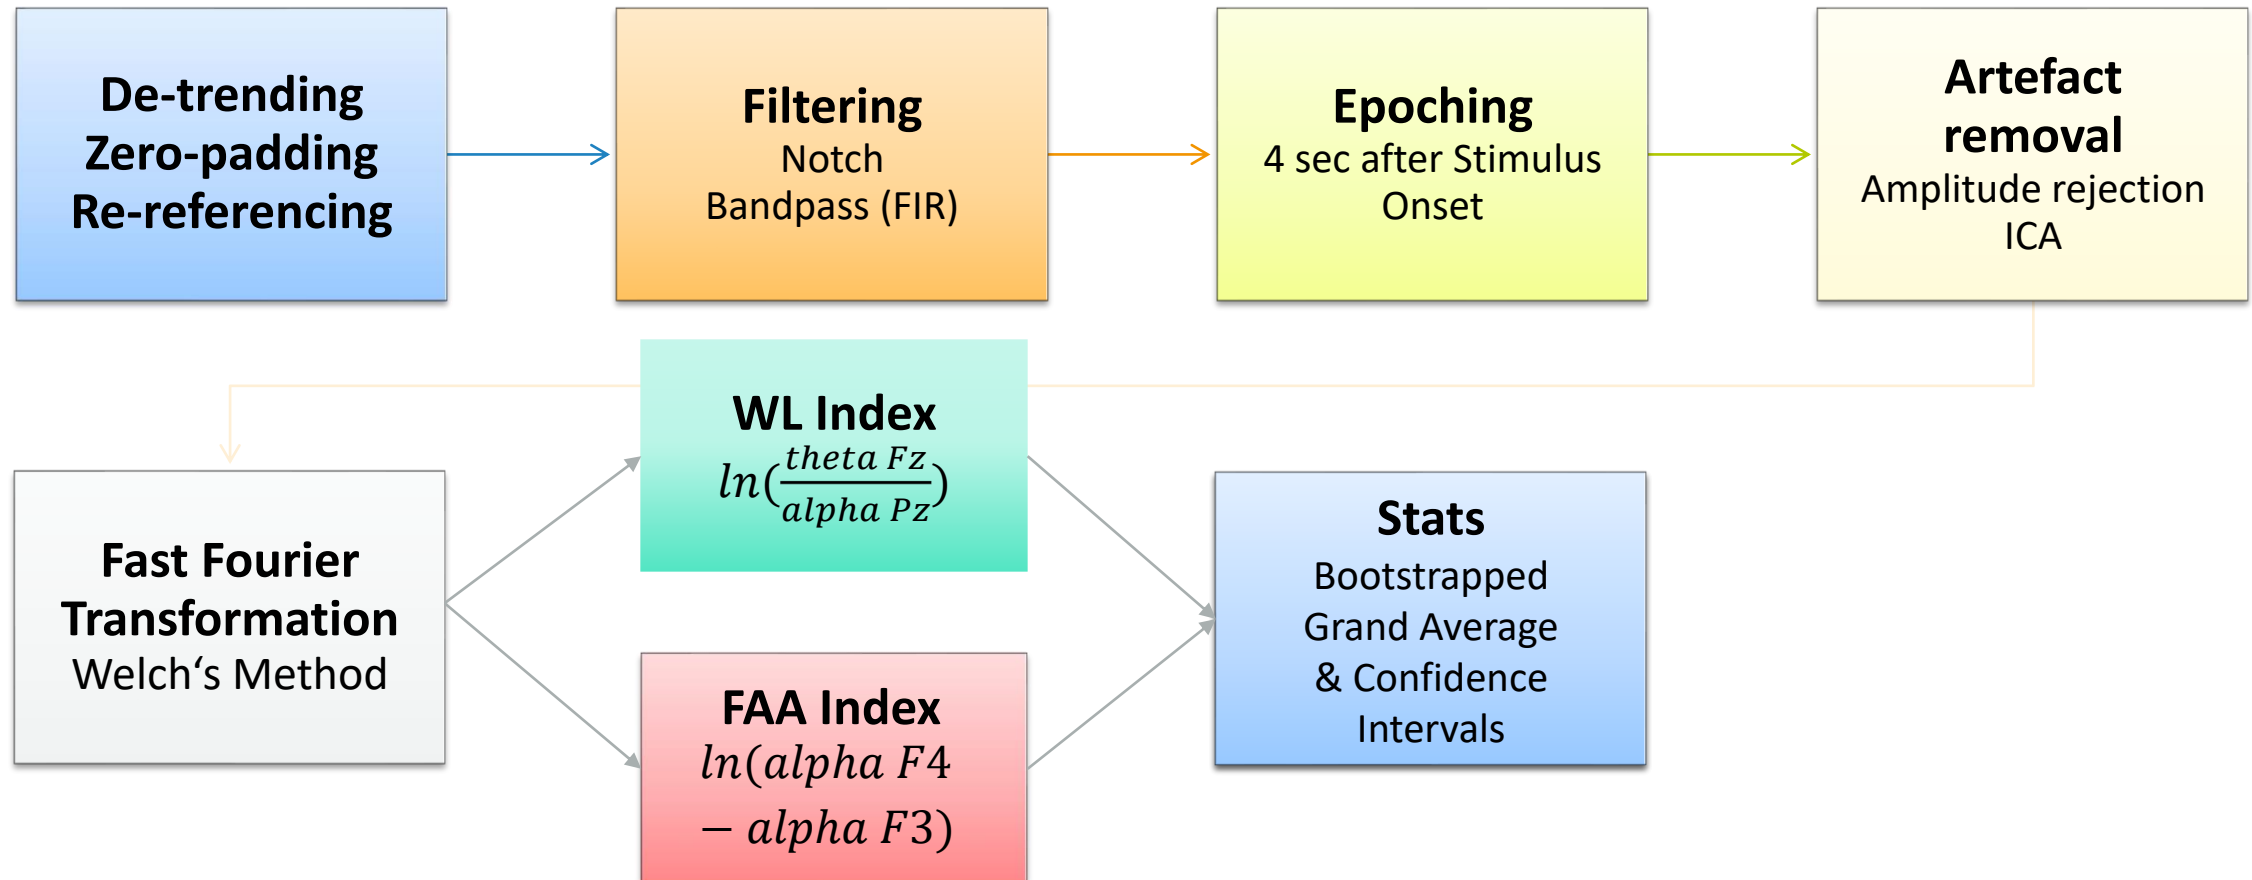 De-trending
Zero-padding
Re-referencing
Filtering
Notch
Bandpass (FIR)
Epoching
4 sec after Stimulus
Onset
Artefact
removal
Amplitude rejection
ICA
Fast Fourier
Transformation
Welch‘s Method
WL Index
ln(theta Fz/alpha Pz)
FAA Index
ln(alpha F4
− alpha F3)
Stats
Bootstrapped
Grand Average
& Confidence
Intervals